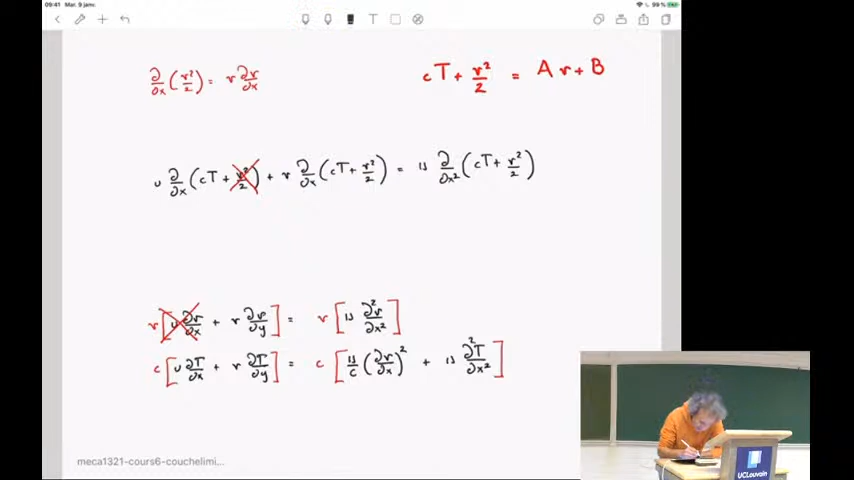 09:41 Mar. 9 janv.
99 %
T
∂/∂x (v²/2) = v ∂v/∂x
cT + v²/2 = A v + B
u ∂/∂x (cT + v²/2) + v ∂/∂x (cT + v²/2) = ν ∂/∂x² (cT + v²/2)
v [u ∂v/∂x + v ∂v/∂y] = v [ν ∂²v/∂x²]
c [u ∂T/∂x + v ∂T/∂y] = c [ν/c (∂v/∂x)² + ν ∂²T/∂x²]
meca1321-cours6-couchelimi...
UCLouvain